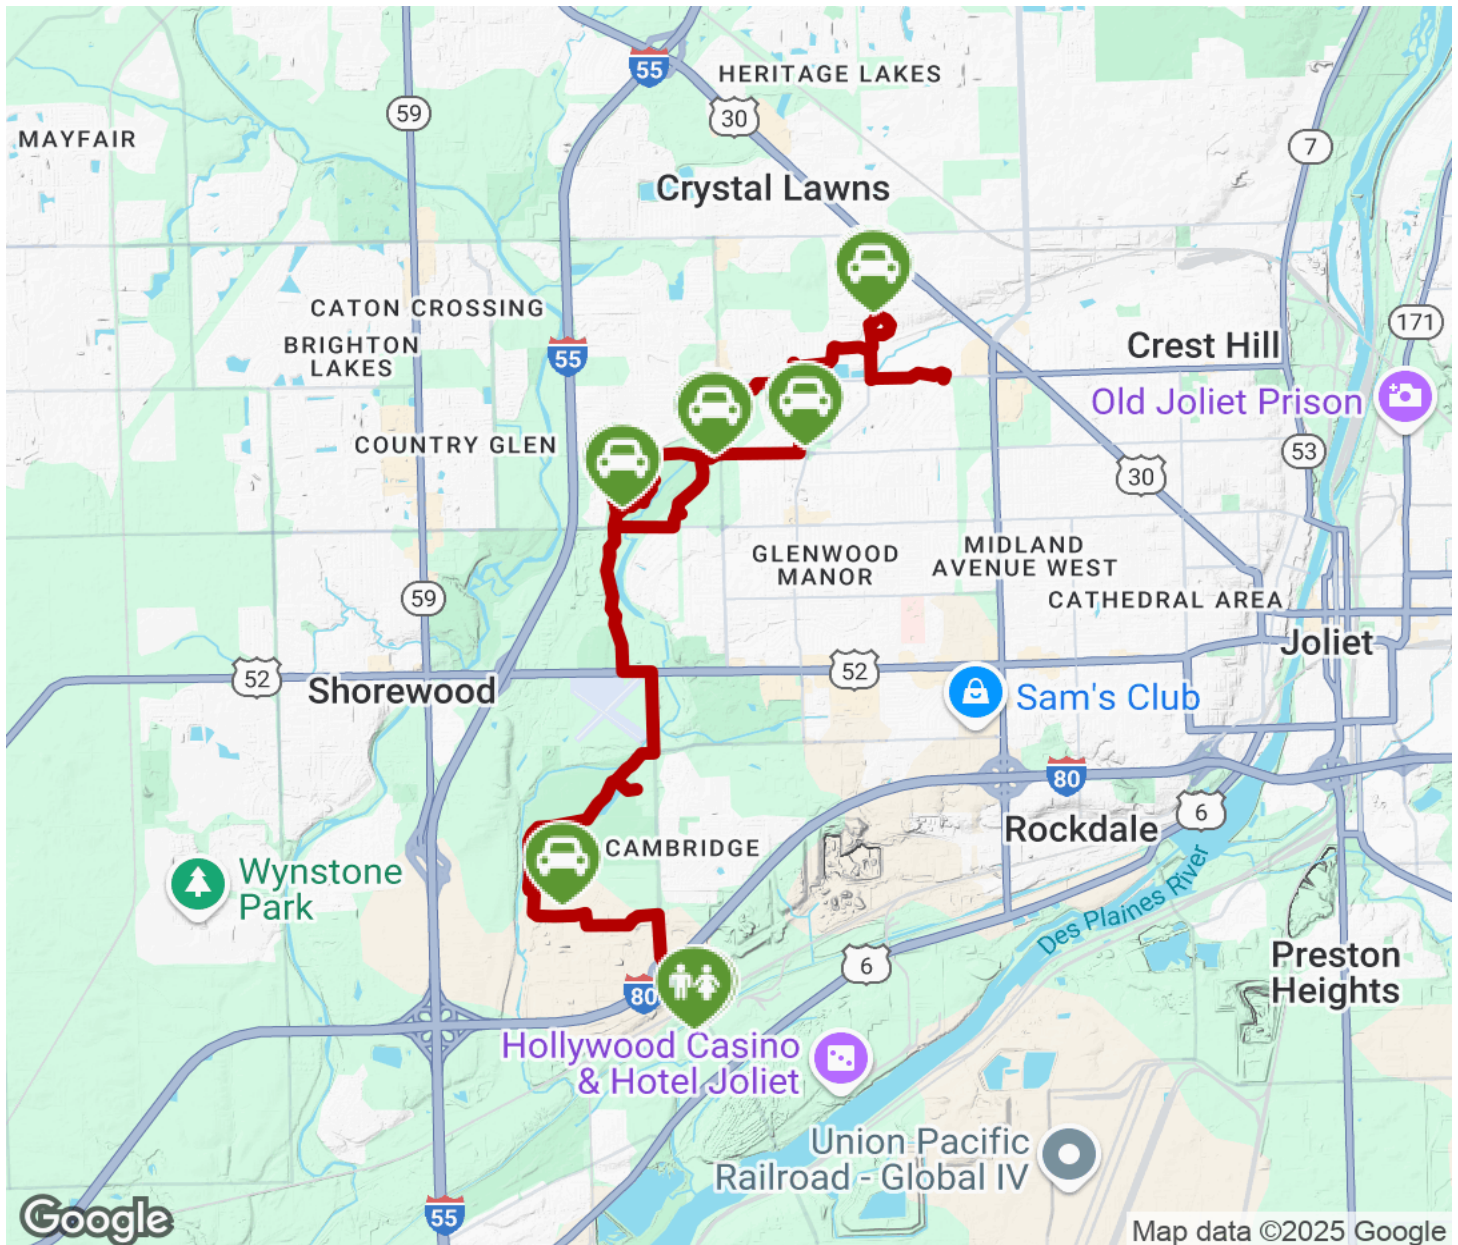 55
HERITAGE LAKES
59
30
MAYFAIR
7
Crystal Lawns
CATON CROSSING
171
BRIGHTON
LAKES
55
Crest Hill
Old Joliet Prison
COUNTRY GLEN
53
30
GLENWOOD
MANOR
MIDLAND
AVENUE WEST
59
CATHEDRAL AREA
Joliet
52
52
Shorewood
Sam's Club
80
6
Rockdale
CAMBRIDGE
Wynstone
Park
Des Plaines River
6
Preston
Heights
80
Hollywood Casino
& Hotel Joliet
Union Pacific
Railroad - Global IV
55
Google
Map data ©2025 Google